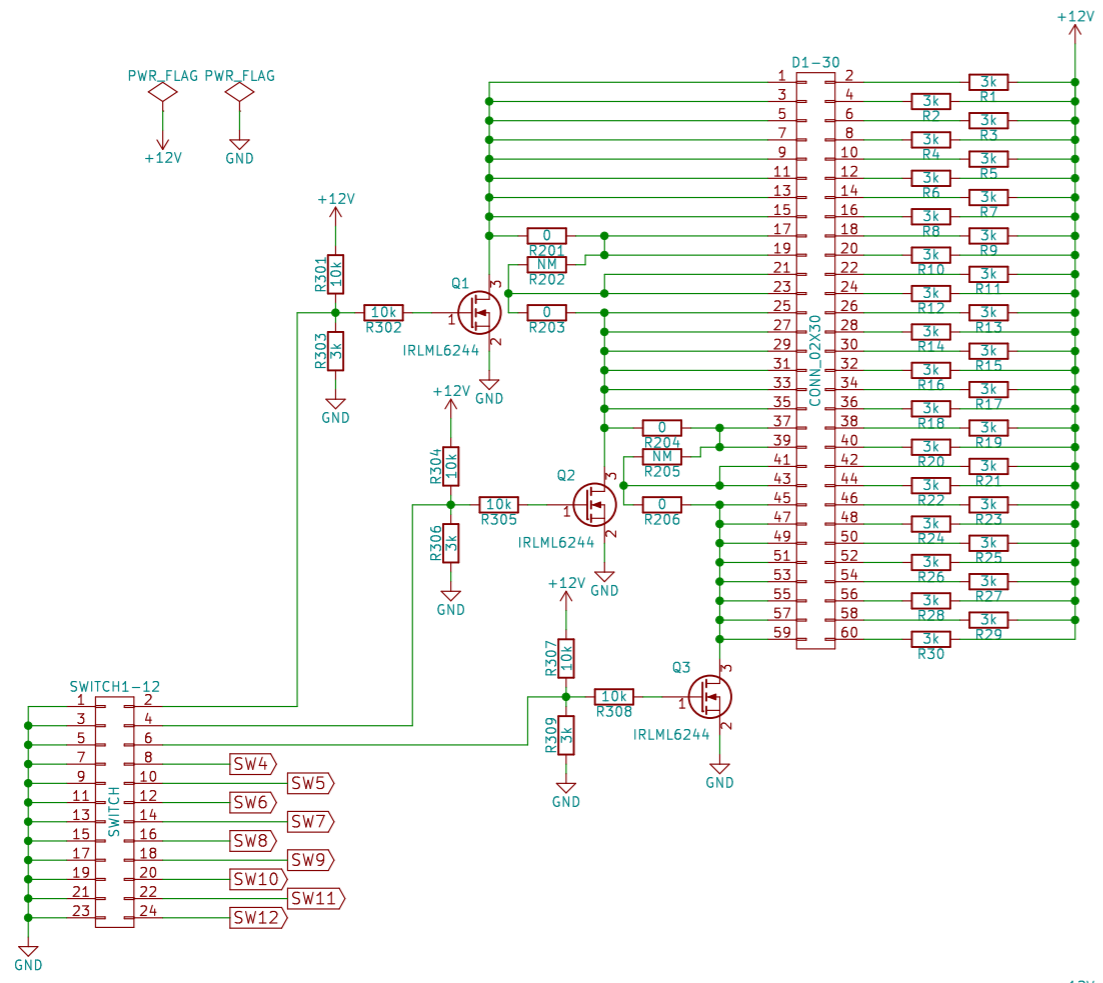 +12V
PWR_FLAG PWR_FLAG
+12V
GND
D1-30
CONN_02X30
1 2 3k R1
3 4 3k R2
5 6 3k R3
7 8 3k R4
9 10 3k R5
11 12 3k R6
13 14 3k R7
15 16 3k R8
17 18 3k R9
19 20 3k R10
21 22 3k R11
23 24 3k R12
25 26 3k R13
27 28 3k R14
29 30 3k R15
31 32 3k R16
33 34 3k R17
35 36 3k R18
37 38 3k R19
39 40 3k R20
41 42 3k R21
43 44 3k R22
45 46 3k R23
47 48 3k R24
49 50 3k R25
51 52 3k R26
53 54 3k R27
55 56 3k R28
57 58 3k R29
59 60 3k R30
0
R201
NM
R202
0
R203
0
R204
NM
R205
0
R206
+12V
R301
10k
10k
R302
R303
3k
GND
Q1
1
3
2
IRLML6244
GND
+12V
R304
10k
10k
R305
R306
3k
GND
Q2
1
3
2
IRLML6244
GND
+12V
R307
10k
10k
R308
R309
3k
GND
Q3
1
3
2
IRLML6244
GND
SWITCH1-12
SWITCH
1 2
3 4
5 6
7 8 SW4
9 10 SW5
11 12 SW6
13 14 SW7
15 16 SW8
17 18 SW9
19 20 SW10
21 22 SW11
23 24 SW12
GND